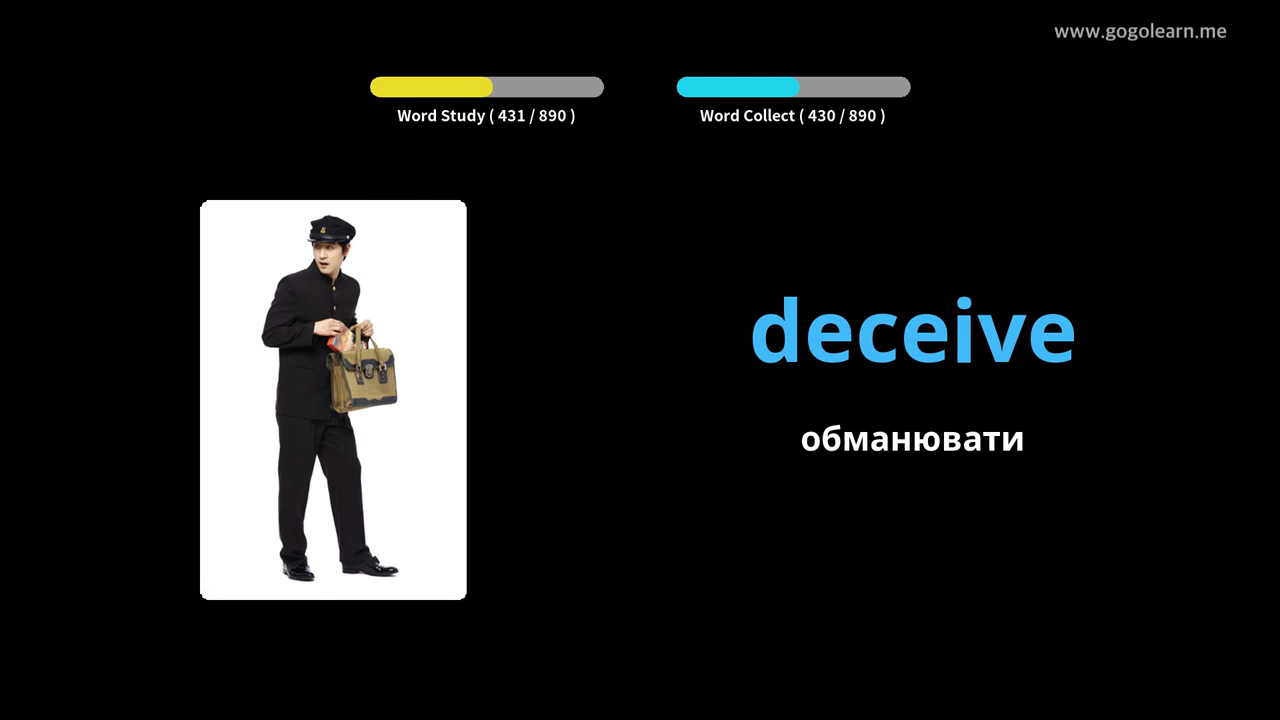 www.gogolearn.me
Word Study ( 431 / 890 )
Word Collect ( 430 / 890 )
deceive
обманювати